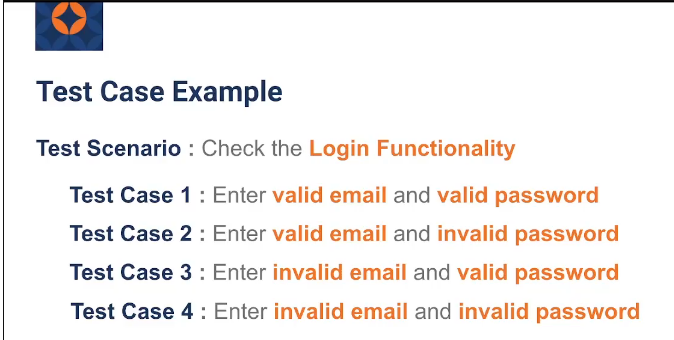 Test Case Example
Test Scenario : Check the Login Functionality
Test Case 1 : Enter valid email and valid password
Test Case 2 : Enter valid email and invalid password
Test Case 3 : Enter invalid email and valid password
Test Case 4 : Enter invalid email and invalid password